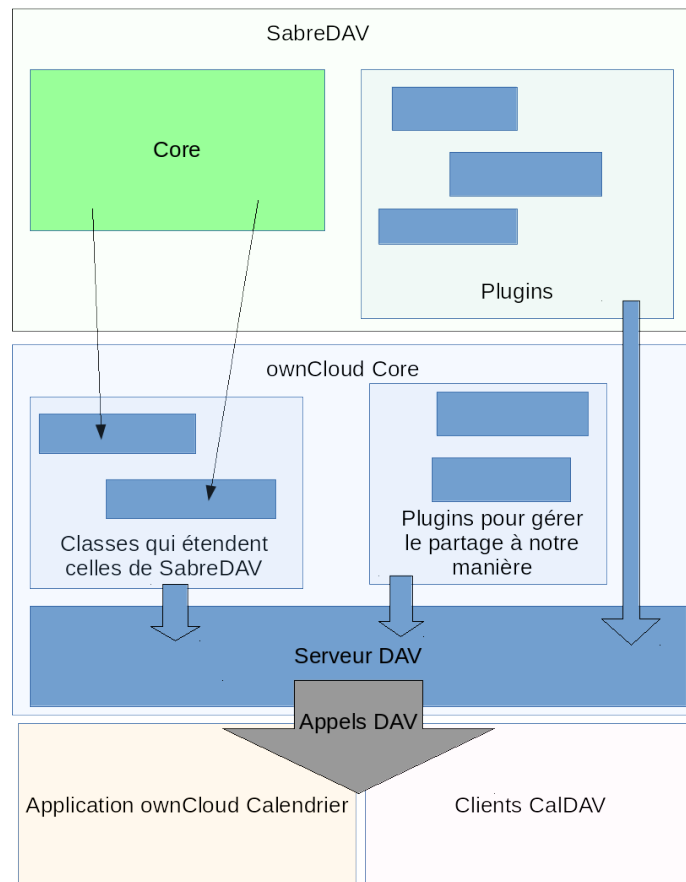 SabreDAV
Core
Plugins
ownCloud Core
Classes qui étendent
celles de SabreDAV
Plugins pour gérer
le partage à notre
manière
Serveur DAV
Appels DAV
Application ownCloud Calendrier
Clients CalDAV